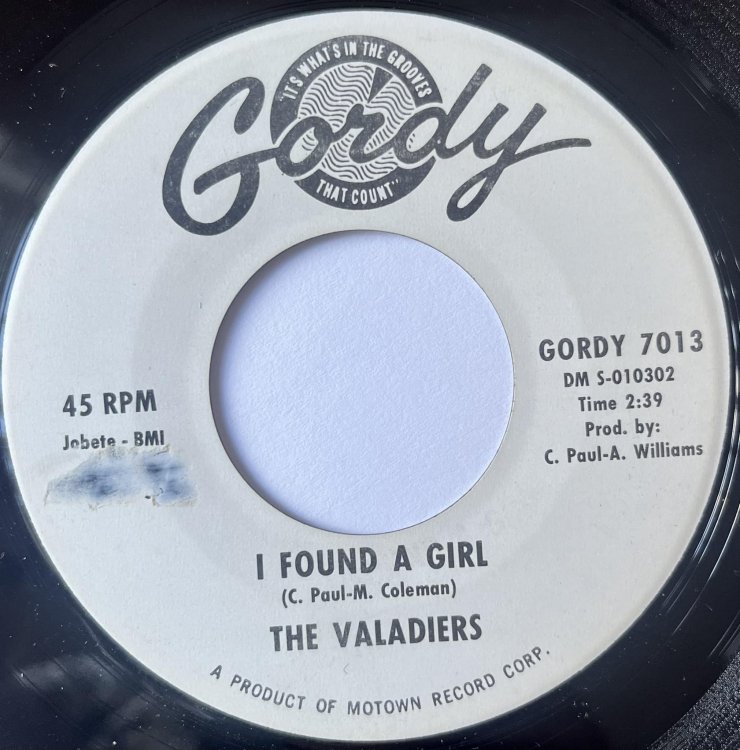 "IT'S WHAT'S IN THE GROOVES
Gordy
THAT COUNT"
GORDY 7013
DM S-010302
Time 2:39
Prod. by:
C. Paul-A. Williams
45 RPM
Jobete - BMI
I FOUND A GIRL
(C. Paul-M. Coleman)
THE VALADIERS
A PRODUCT OF MOTOWN RECORD CORP.